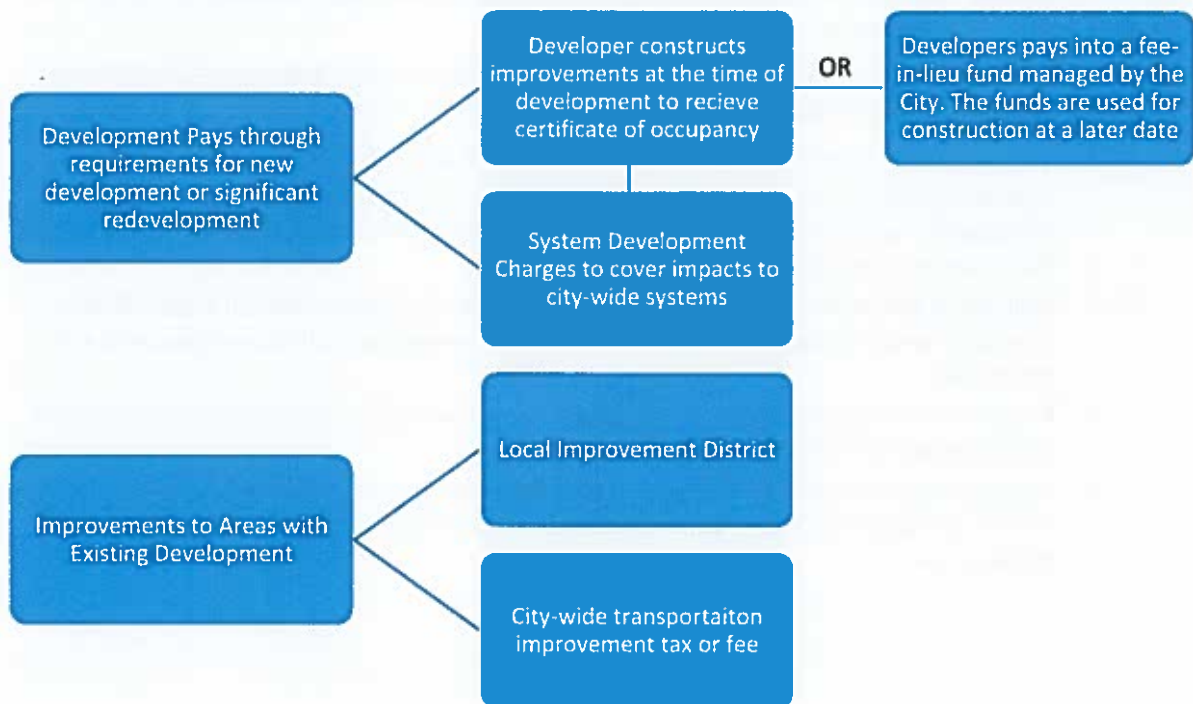 Development Pays through
requirements for new
development or significant
redevelopment
Developer constructs
improvements at the time of
development to recieve
certificate of occupancy
OR
Developers pays into a fee-
in-lieu fund managed by the
City. The funds are used for
construction at a later date
System Development
Charges to cover impacts to
city-wide systems
Improvements to Areas with
Existing Development
Local Improvement District
City-wide transportaiton
improvement tax or fee